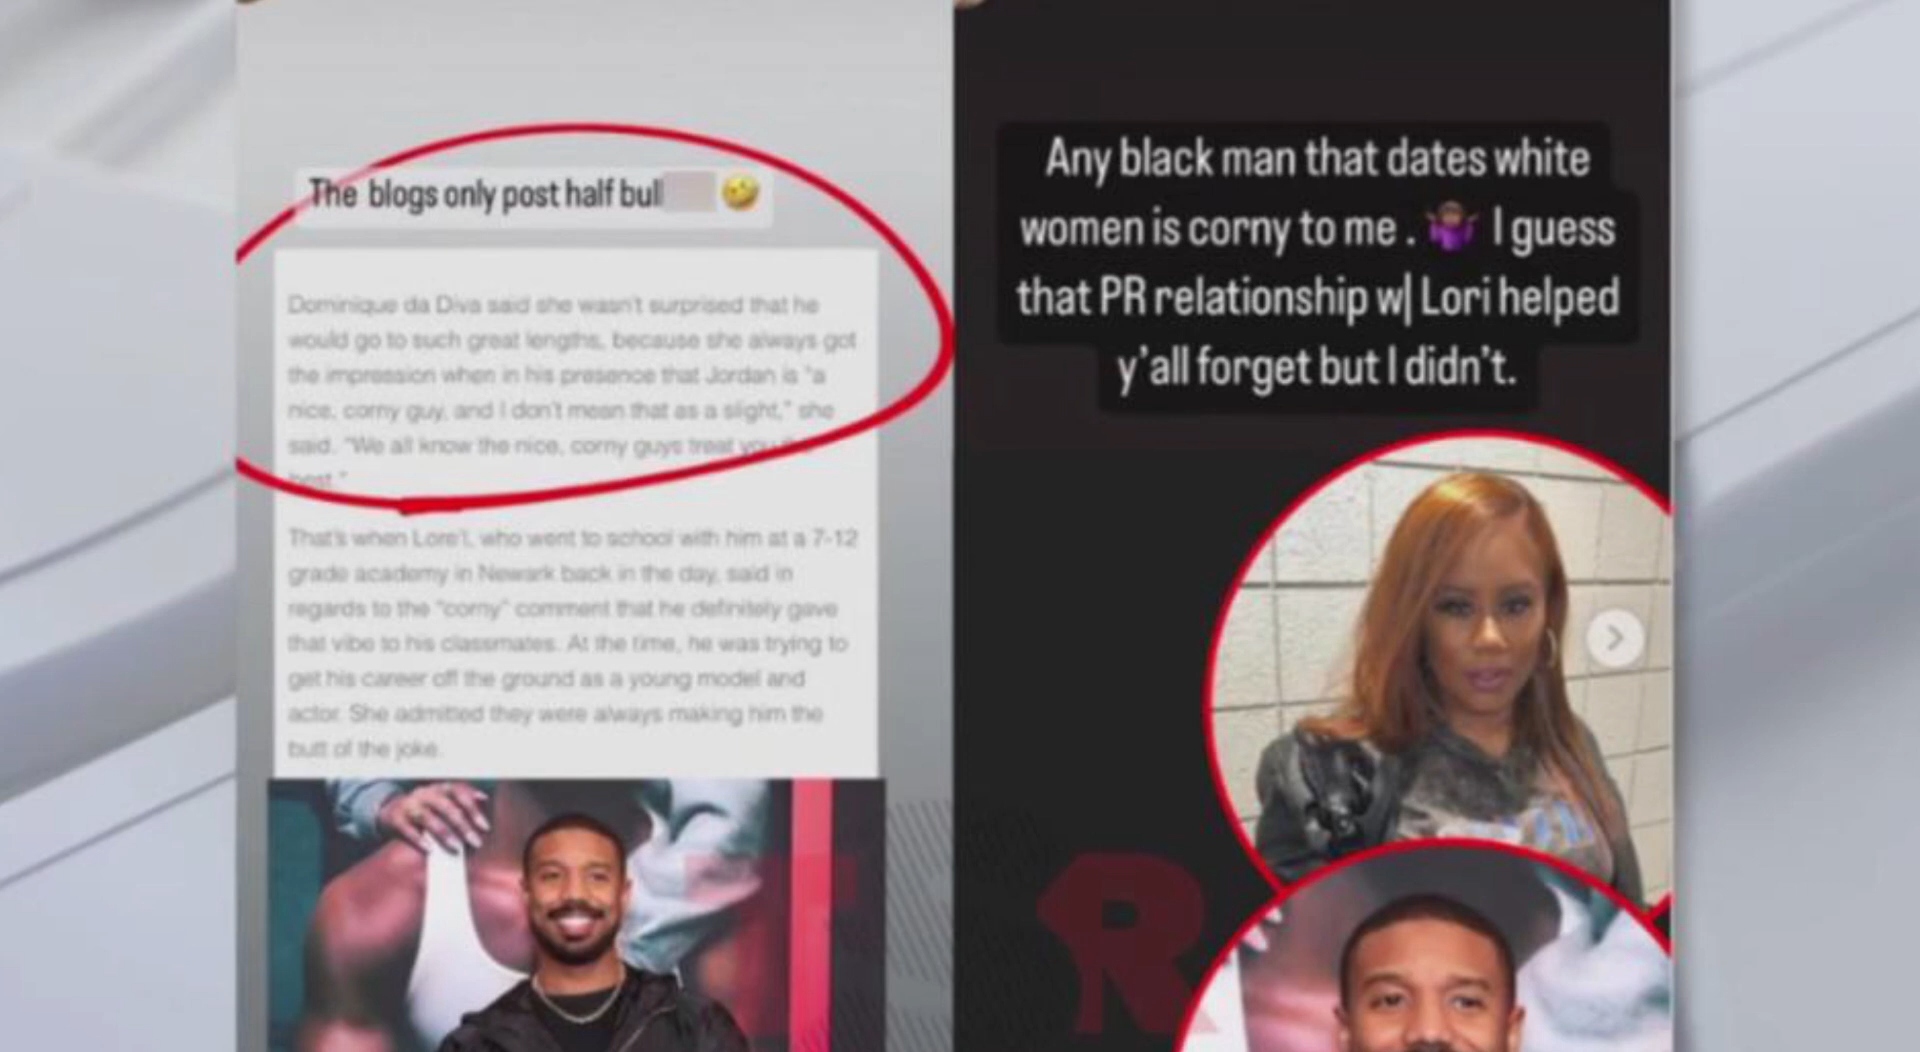 The blogs only post half bul
Dominique da Diva said she wasn't surprised that he
would go to such great lengths, because she always got
the impression when in his presence that Jordan is "a
nice, corny guy, and I don't mean that as a slight," she
said. "We all know the nice, corny guys treat you the
best."
That's when Lore'l, who went to school with him at a 7-12
grade academy in Newark back in the day, said in
regards to the "corny" comment that he definitely gave
that vibe to his classmates. At the time, he was trying to
get his career off the ground as a young model and
actor. She admitted they were always making him the
butt of the joke.
Any black man that dates white
women is corny to me . 🤷🏾‍♀️ I guess
that PR relationship w| Lori helped
y'all forget but I didn't.
R